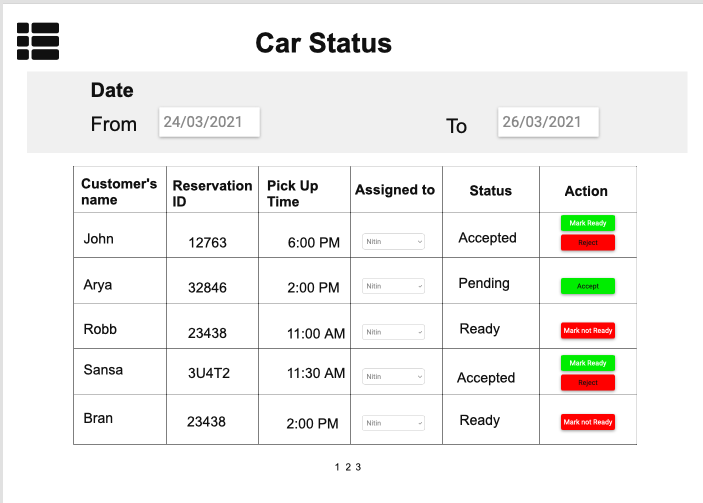 Car Status
Date
From 24/03/2021 To 26/03/2021
Customer's name Reservation ID Pick Up Time Assigned to Status Action
John 12763 6:00 PM Nitin Accepted Mark Ready Reject
Arya 32846 2:00 PM Nitin Pending Accept
Robb 23438 11:00 AM Nitin Ready Mark not Ready
Sansa 3U4T2 11:30 AM Nitin Accepted Mark Ready Reject
Bran 23438 2:00 PM Nitin Ready Mark not Ready
1 2 3